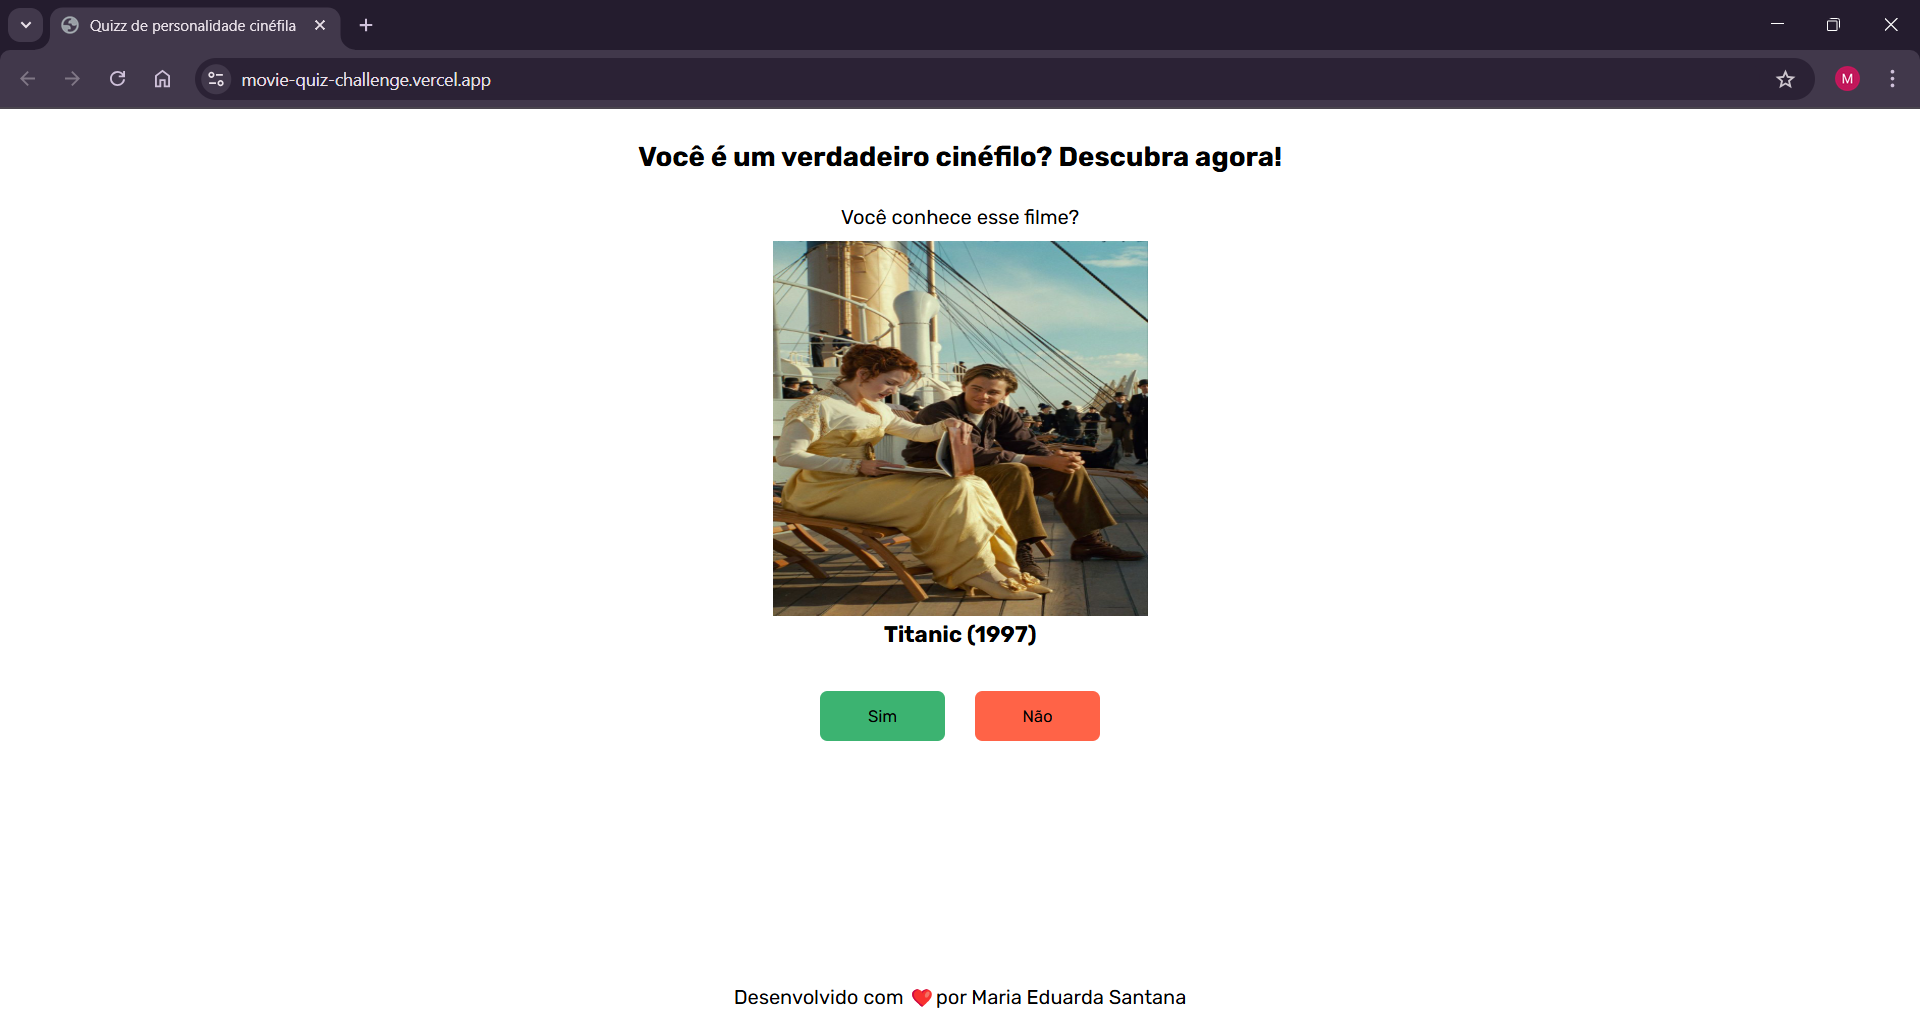 Quizz de personalidade cinéfila
movie-quiz-challenge.vercel.app
M
Você é um verdadeiro cinéfilo? Descubra agora!
Você conhece esse filme?
Titanic (1997)
Sim
Não
Desenvolvido com ❤️ por Maria Eduarda Santana